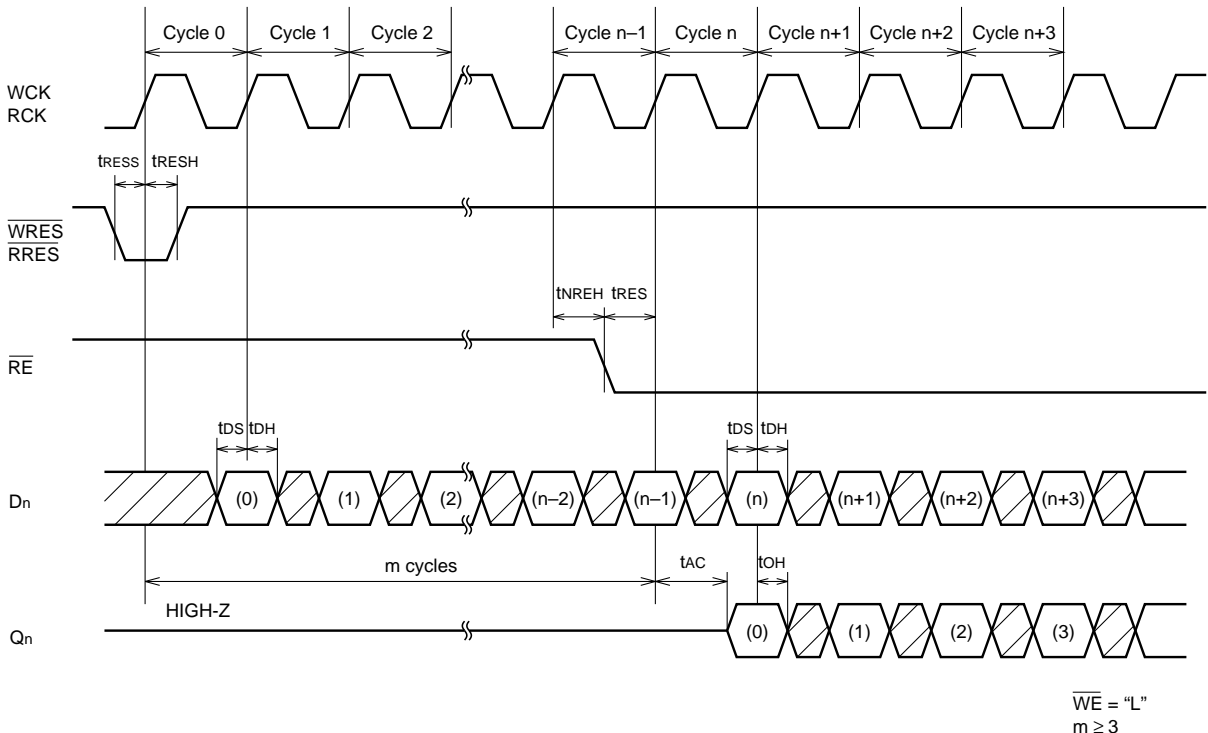 Cycle 0 Cycle 1 Cycle 2 Cycle n–1 Cycle n Cycle n+1 Cycle n+2 Cycle n+3
WCK
RCK
tRESS tRESH
WRES
RRES
tNREH tRES
RE
tDS tDH tDS tDH
Dn (0) (1) (2) (n–2) (n–1) (n) (n+1) (n+2) (n+3)
m cycles tAC tOH
HIGH-Z
Qn (0) (1) (2) (3)
WE = “L”
m ≥ 3